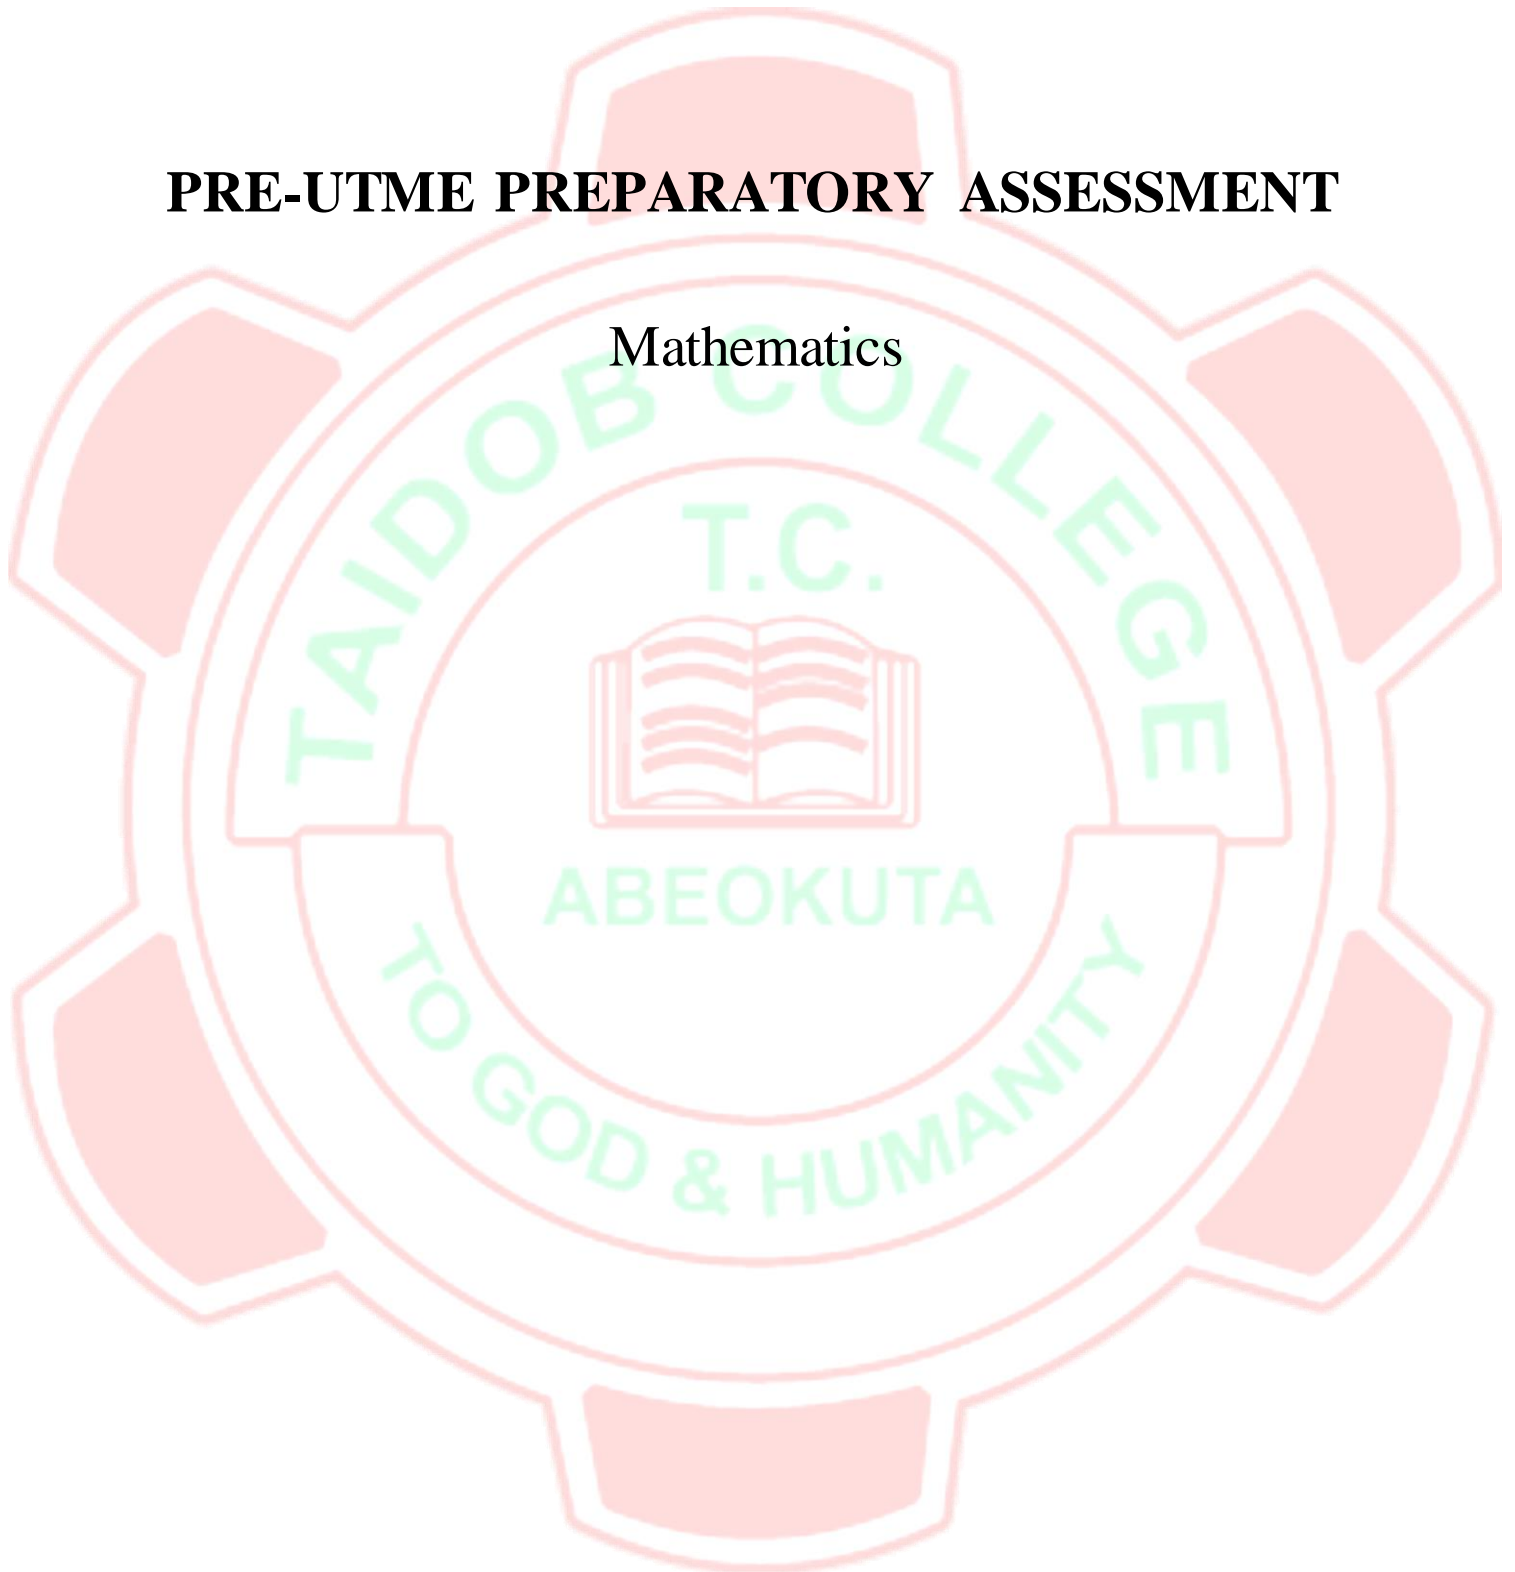 PRE-UTME PREPARATORY ASSESSMENT
Mathematics
TAIDOB COLLEGE
T.C.
ABEOKUTA
TO GOD & HUMANITY